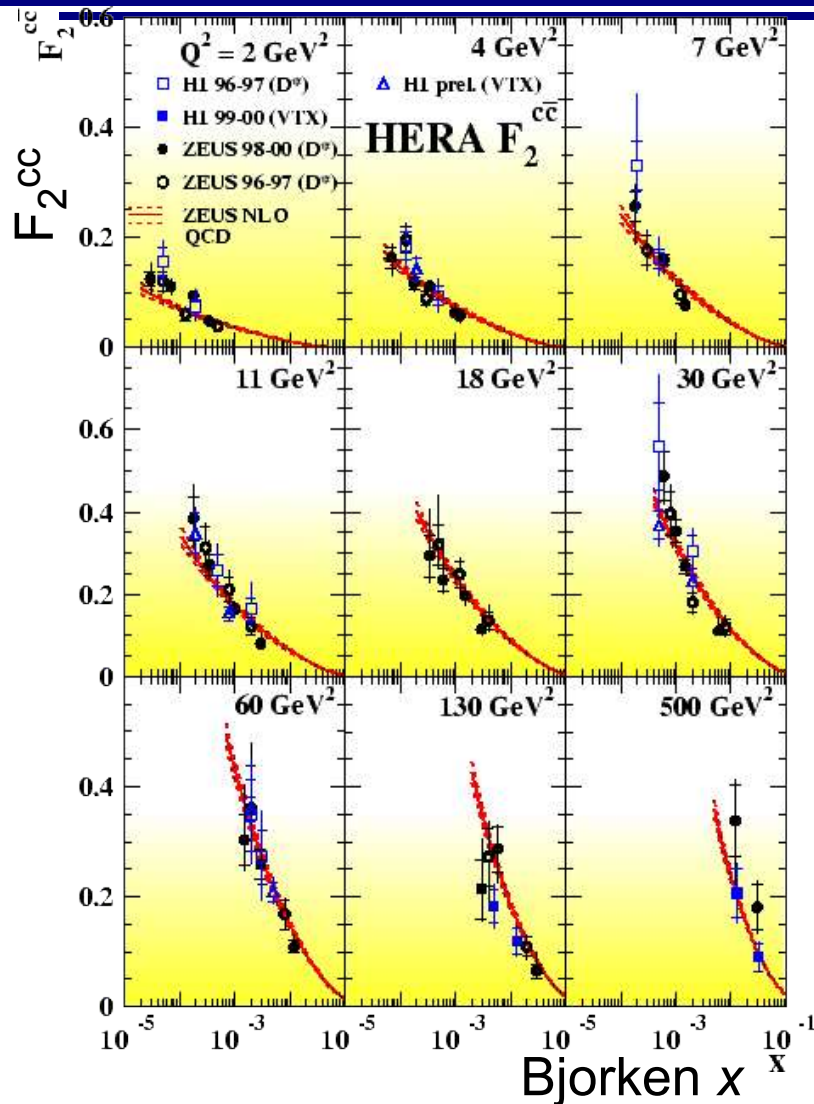 F₂ᶜᶜ̄
F₂ᶜᶜ
0.6
Q² = 2 GeV²
4 GeV²
7 GeV²
H1 96-97 (D*)
H1 99-00 (VTX)
ZEUS 98-00 (D*)
ZEUS 96-97 (D*)
ZEUS NLO
QCD
H1 prel. (VTX)
HERA F₂ᶜᶜ̄
0.4
0.2
0
11 GeV²
18 GeV²
30 GeV²
0.6
0.4
0.2
0
60 GeV²
130 GeV²
500 GeV²
0.4
0.2
0
10⁻⁵ 10⁻³ 10⁻⁵ 10⁻³ 10⁻⁵ 10⁻³ 10⁻¹
x
Bjorken x